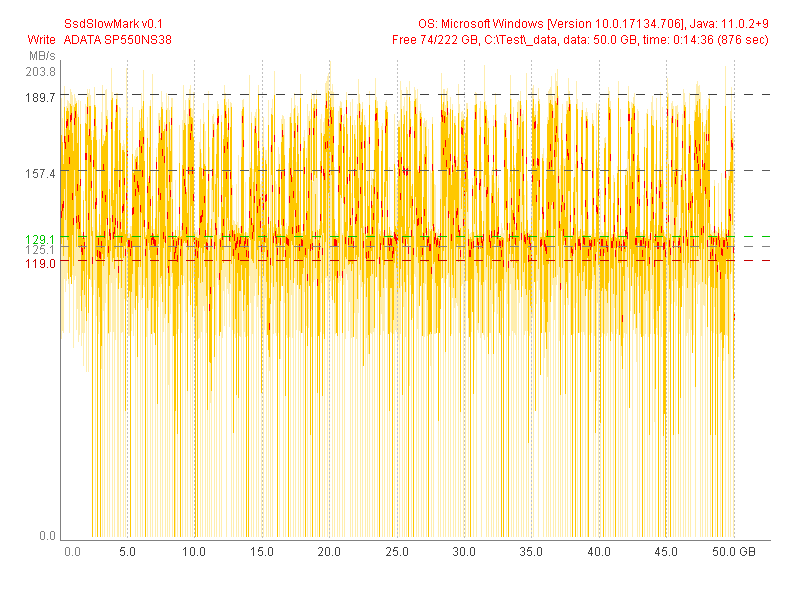 SsdSlowMark v0.1
OS: Microsoft Windows [Version 10.0.17134.706], Java: 11.0.2+9
Write ADATA SP550NS38
Free 74/222 GB, C:\Test\_data, data: 50.0 GB, time: 0:14:36 (876 sec)
MB/s
203.8
189.7
157.4
129.1
125.1
119.0
0.0
0.0 5.0 10.0 15.0 20.0 25.0 30.0 35.0 40.0 45.0 50.0 GB